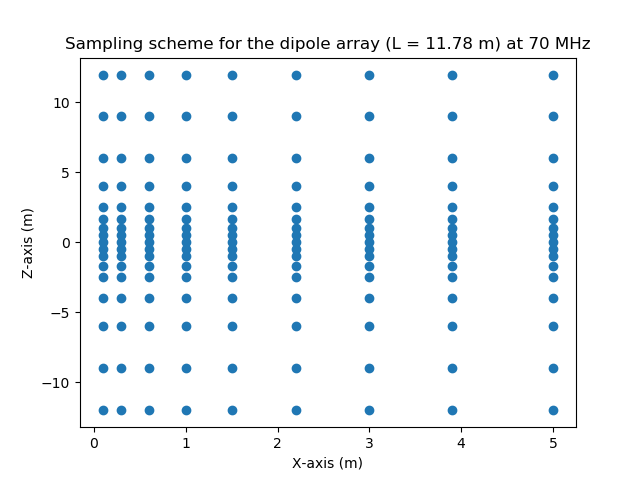 Sampling scheme for the dipole array (L = 11.78 m) at 70 MHz
10
5
0
−5
−10
Z-axis (m)
0 1 2 3 4 5
X-axis (m)